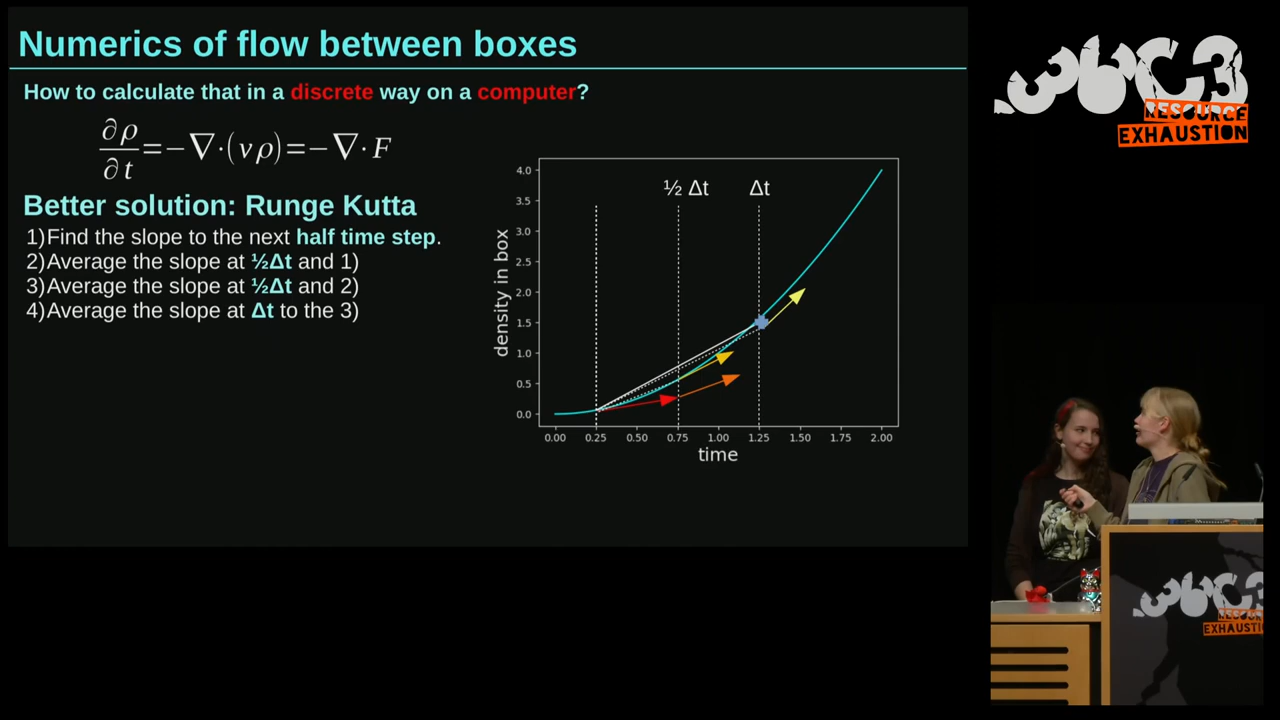 Numerics of flow between boxes
How to calculate that in a discrete way on a computer?
∂ρ/∂t=−∇·(vρ)=−∇·F
Better solution: Runge Kutta
1)Find the slope to the next half time step.
2)Average the slope at ½Δt and 1)
3)Average the slope at ½Δt and 2)
4)Average the slope at Δt to the 3)
½ Δt Δt
density in box
4.0
3.5
3.0
2.5
2.0
1.5
1.0
0.5
0.0
0.00 0.25 0.50 0.75 1.00 1.25 1.50 1.75 2.00
time
36C3
RESOURCE
EXHAUSTION
36C3
RESOURCE
EXHAUSTI